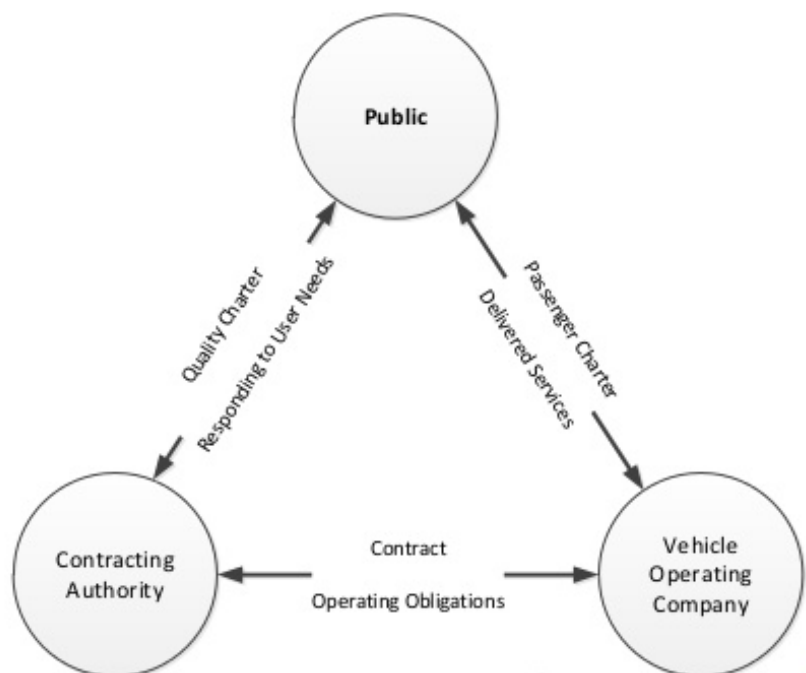 Public
Quality Charter
Responding to User Needs
Passenger Charter
Delivered Services
Contracting
Authority
Contract
Operating Obligations
Vehicle
Operating
Company